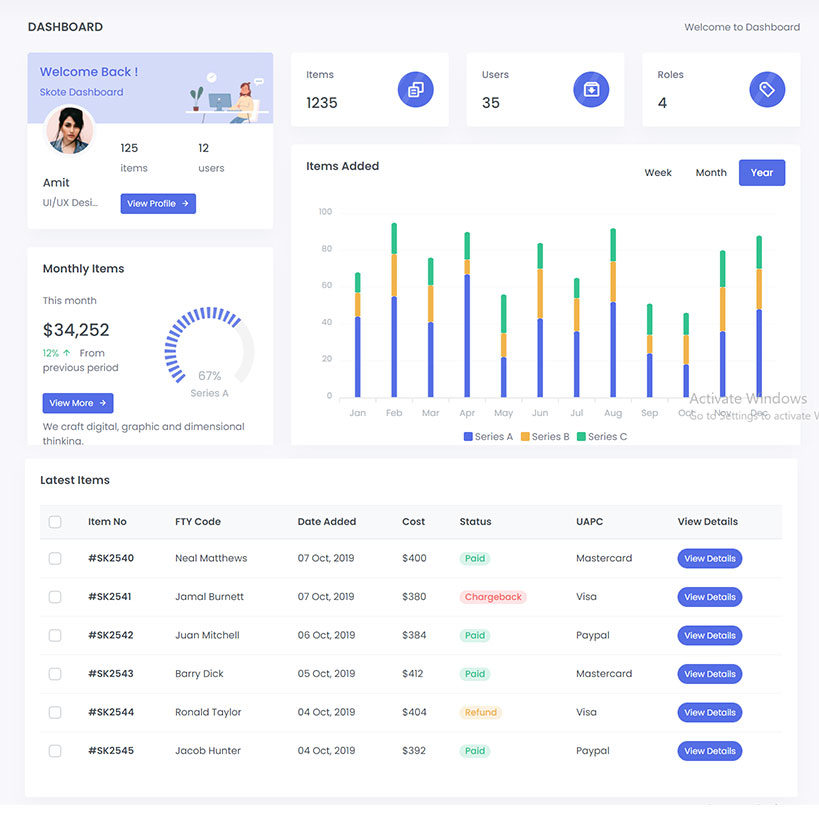 DASHBOARD
Welcome to Dashboard
Welcome Back !
Skote Dashboard
125
items
12
users
Amit
UI/UX Desi...
View Profile →
Items
1235
Users
35
Roles
4
Monthly Items
This month
$34,252
12% ↑ From
previous period
View More →
67%
Series A
We craft digital, graphic and dimensional
thinking.
Items Added
Week Month Year
100
80
60
40
20
0
Jan Feb Mar Apr May Jun Jul Aug Sep Oct Nov Dec
Series A Series B Series C
Activate Windows
Go to Settings to activate W
Latest Items
Item No FTY Code Date Added Cost Status UAPC View Details
#SK2540 Neal Matthews 07 Oct, 2019 $400 Paid Mastercard View Details
#SK2541 Jamal Burnett 07 Oct, 2019 $380 Chargeback Visa View Details
#SK2542 Juan Mitchell 06 Oct, 2019 $384 Paid Paypal View Details
#SK2543 Barry Dick 05 Oct, 2019 $412 Paid Mastercard View Details
#SK2544 Ronald Taylor 04 Oct, 2019 $404 Refund Visa View Details
#SK2545 Jacob Hunter 04 Oct, 2019 $392 Paid Paypal View Details